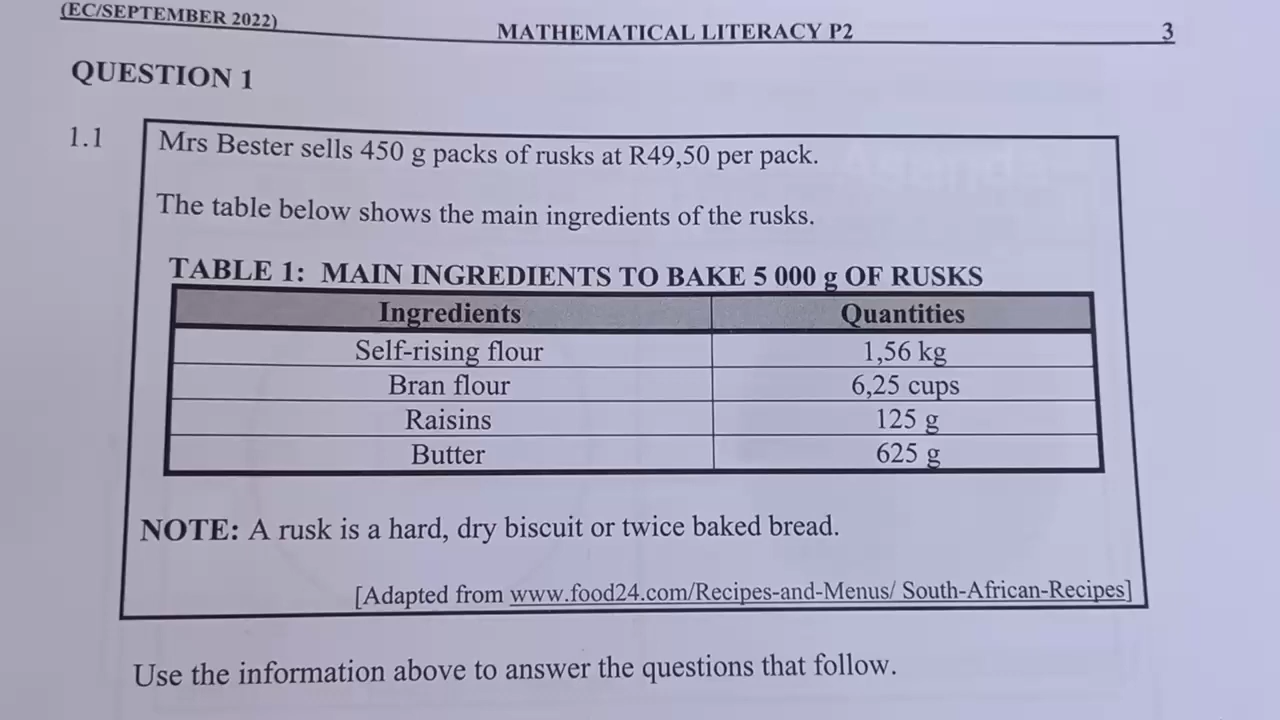 (EC/SEPTEMBER 2022) MATHEMATICAL LITERACY P2 3
QUESTION 1
1.1 Mrs Bester sells 450 g packs of rusks at R49,50 per pack.
The table below shows the main ingredients of the rusks.
TABLE 1: MAIN INGREDIENTS TO BAKE 5 000 g OF RUSKS
Ingredients Quantities
Self-rising flour 1,56 kg
Bran flour 6,25 cups
Raisins 125 g
Butter 625 g
NOTE: A rusk is a hard, dry biscuit or twice baked bread.
[Adapted from www.food24.com/Recipes-and-Menus/ South-African-Recipes]
Use the information above to answer the questions that follow.